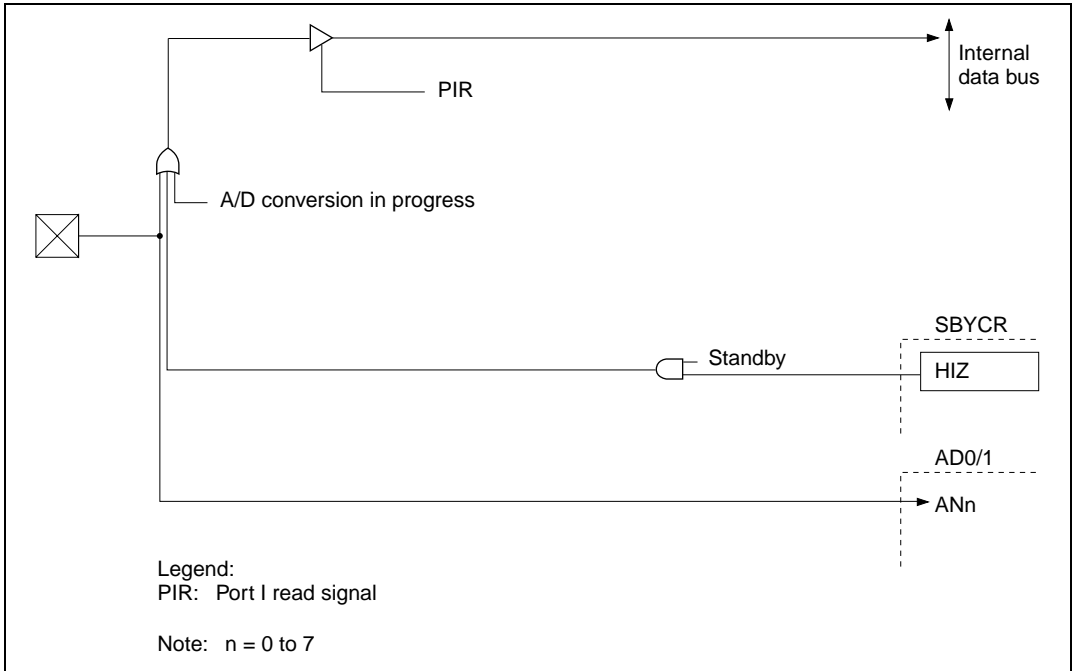 Internal
data bus
PIR
A/D conversion in progress
SBYCR
Standby
HIZ
AD0/1
ANn
Legend:
PIR: Port I read signal
Note: n = 0 to 7